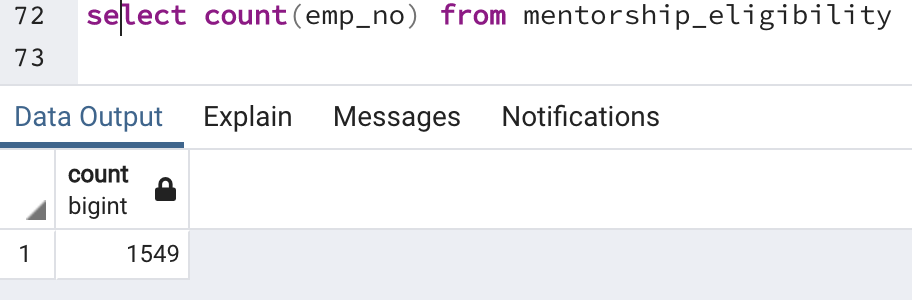 72 select count(emp_no) from mentorship_eligibility
73
Data Output Explain Messages Notifications
count
bigint
1 1549